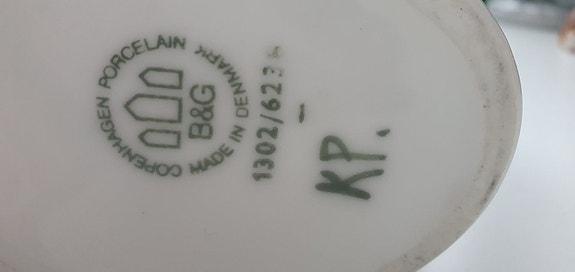 COPENHAGEN PORCELAIN
B&G
MADE IN DENMARK
1302/623
KP.